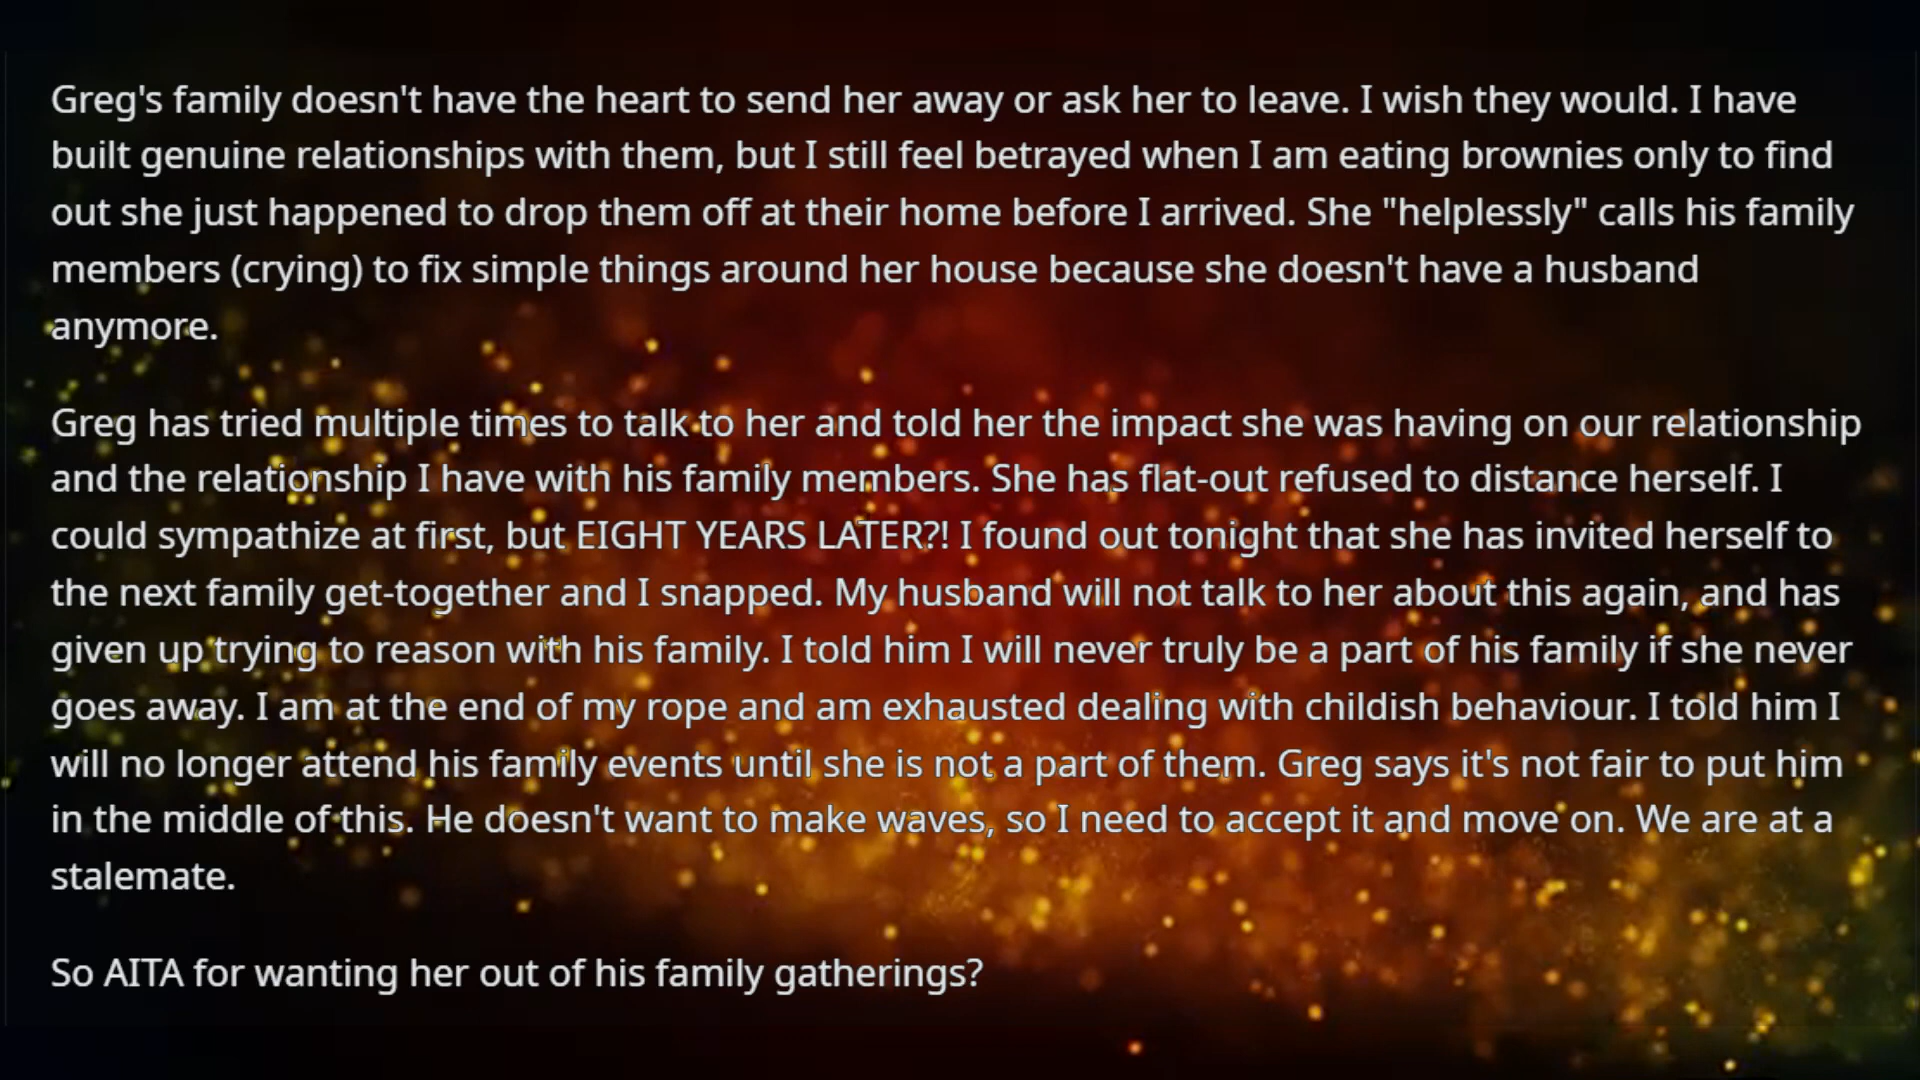 Greg's family doesn't have the heart to send her away or ask her to leave. I wish they would. I have
built genuine relationships with them, but I still feel betrayed when I am eating brownies only to find
out she just happened to drop them off at their home before I arrived. She "helplessly" calls his family
members (crying) to fix simple things around her house because she doesn't have a husband
anymore.
Greg has tried multiple times to talk to her and told her the impact she was having on our relationship
and the relationship I have with his family members. She has flat-out refused to distance herself. I
could sympathize at first, but EIGHT YEARS LATER?! I found out tonight that she has invited herself to
the next family get-together and I snapped. My husband will not talk to her about this again, and has
given up trying to reason with his family. I told him I will never truly be a part of his family if she never
goes away. I am at the end of my rope and am exhausted dealing with childish behaviour. I told him I
will no longer attend his family events until she is not a part of them. Greg says it's not fair to put him
in the middle of this. He doesn't want to make waves, so I need to accept it and move on. We are at a
stalemate.
So AITA for wanting her out of his family gatherings?